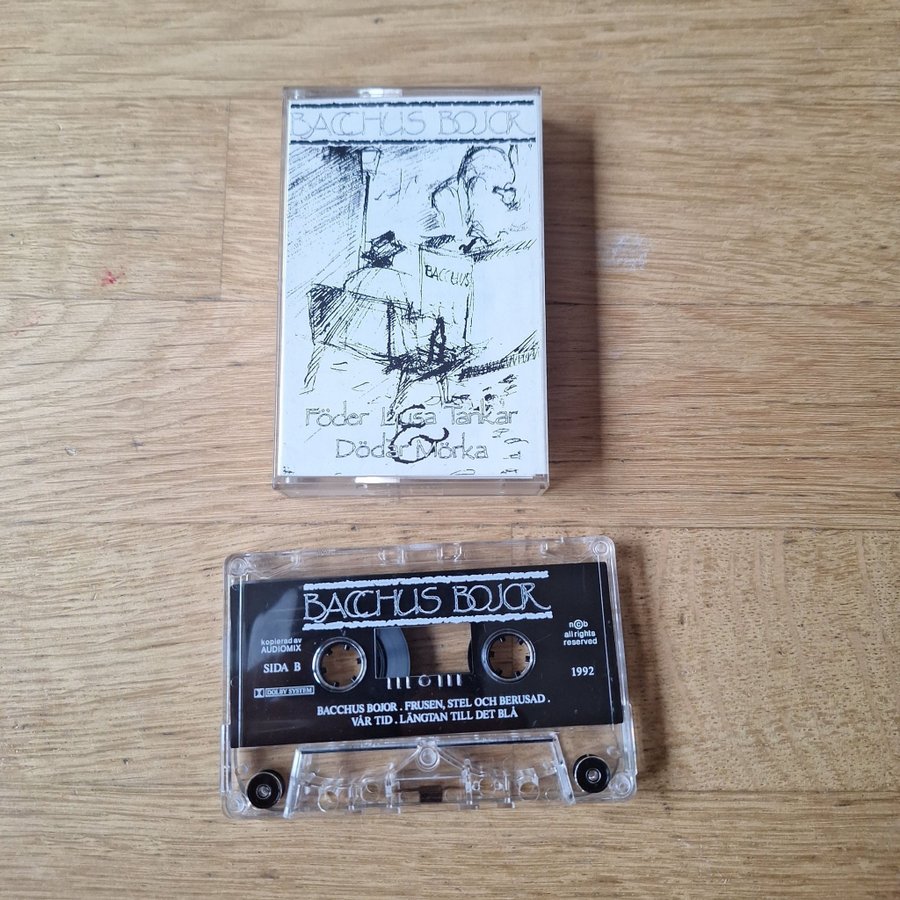 BACCHUS BOJOR
BACCHUS
Föder Ljusa Tankar
&
Dödar Mörka
BACCHUS BOJOR
kopierad av
AUDIOMIX
SIDA B
DOLBY SYSTEM
n©b
all rights
reserved
1992
BACCHUS BOJOR . FRUSEN, STEL OCH BERUSAD .
VÅR TID . LÄNGTAN TILL DET BLÅ